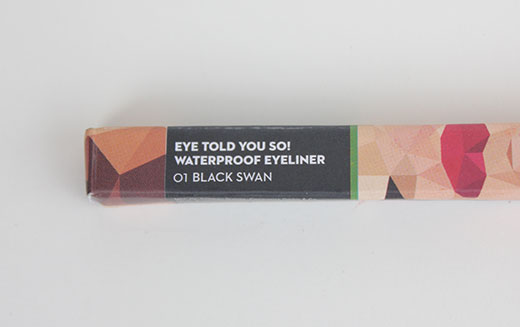 EYE TOLD YOU SO!
WATERPROOF EYELINER
01 BLACK SWAN